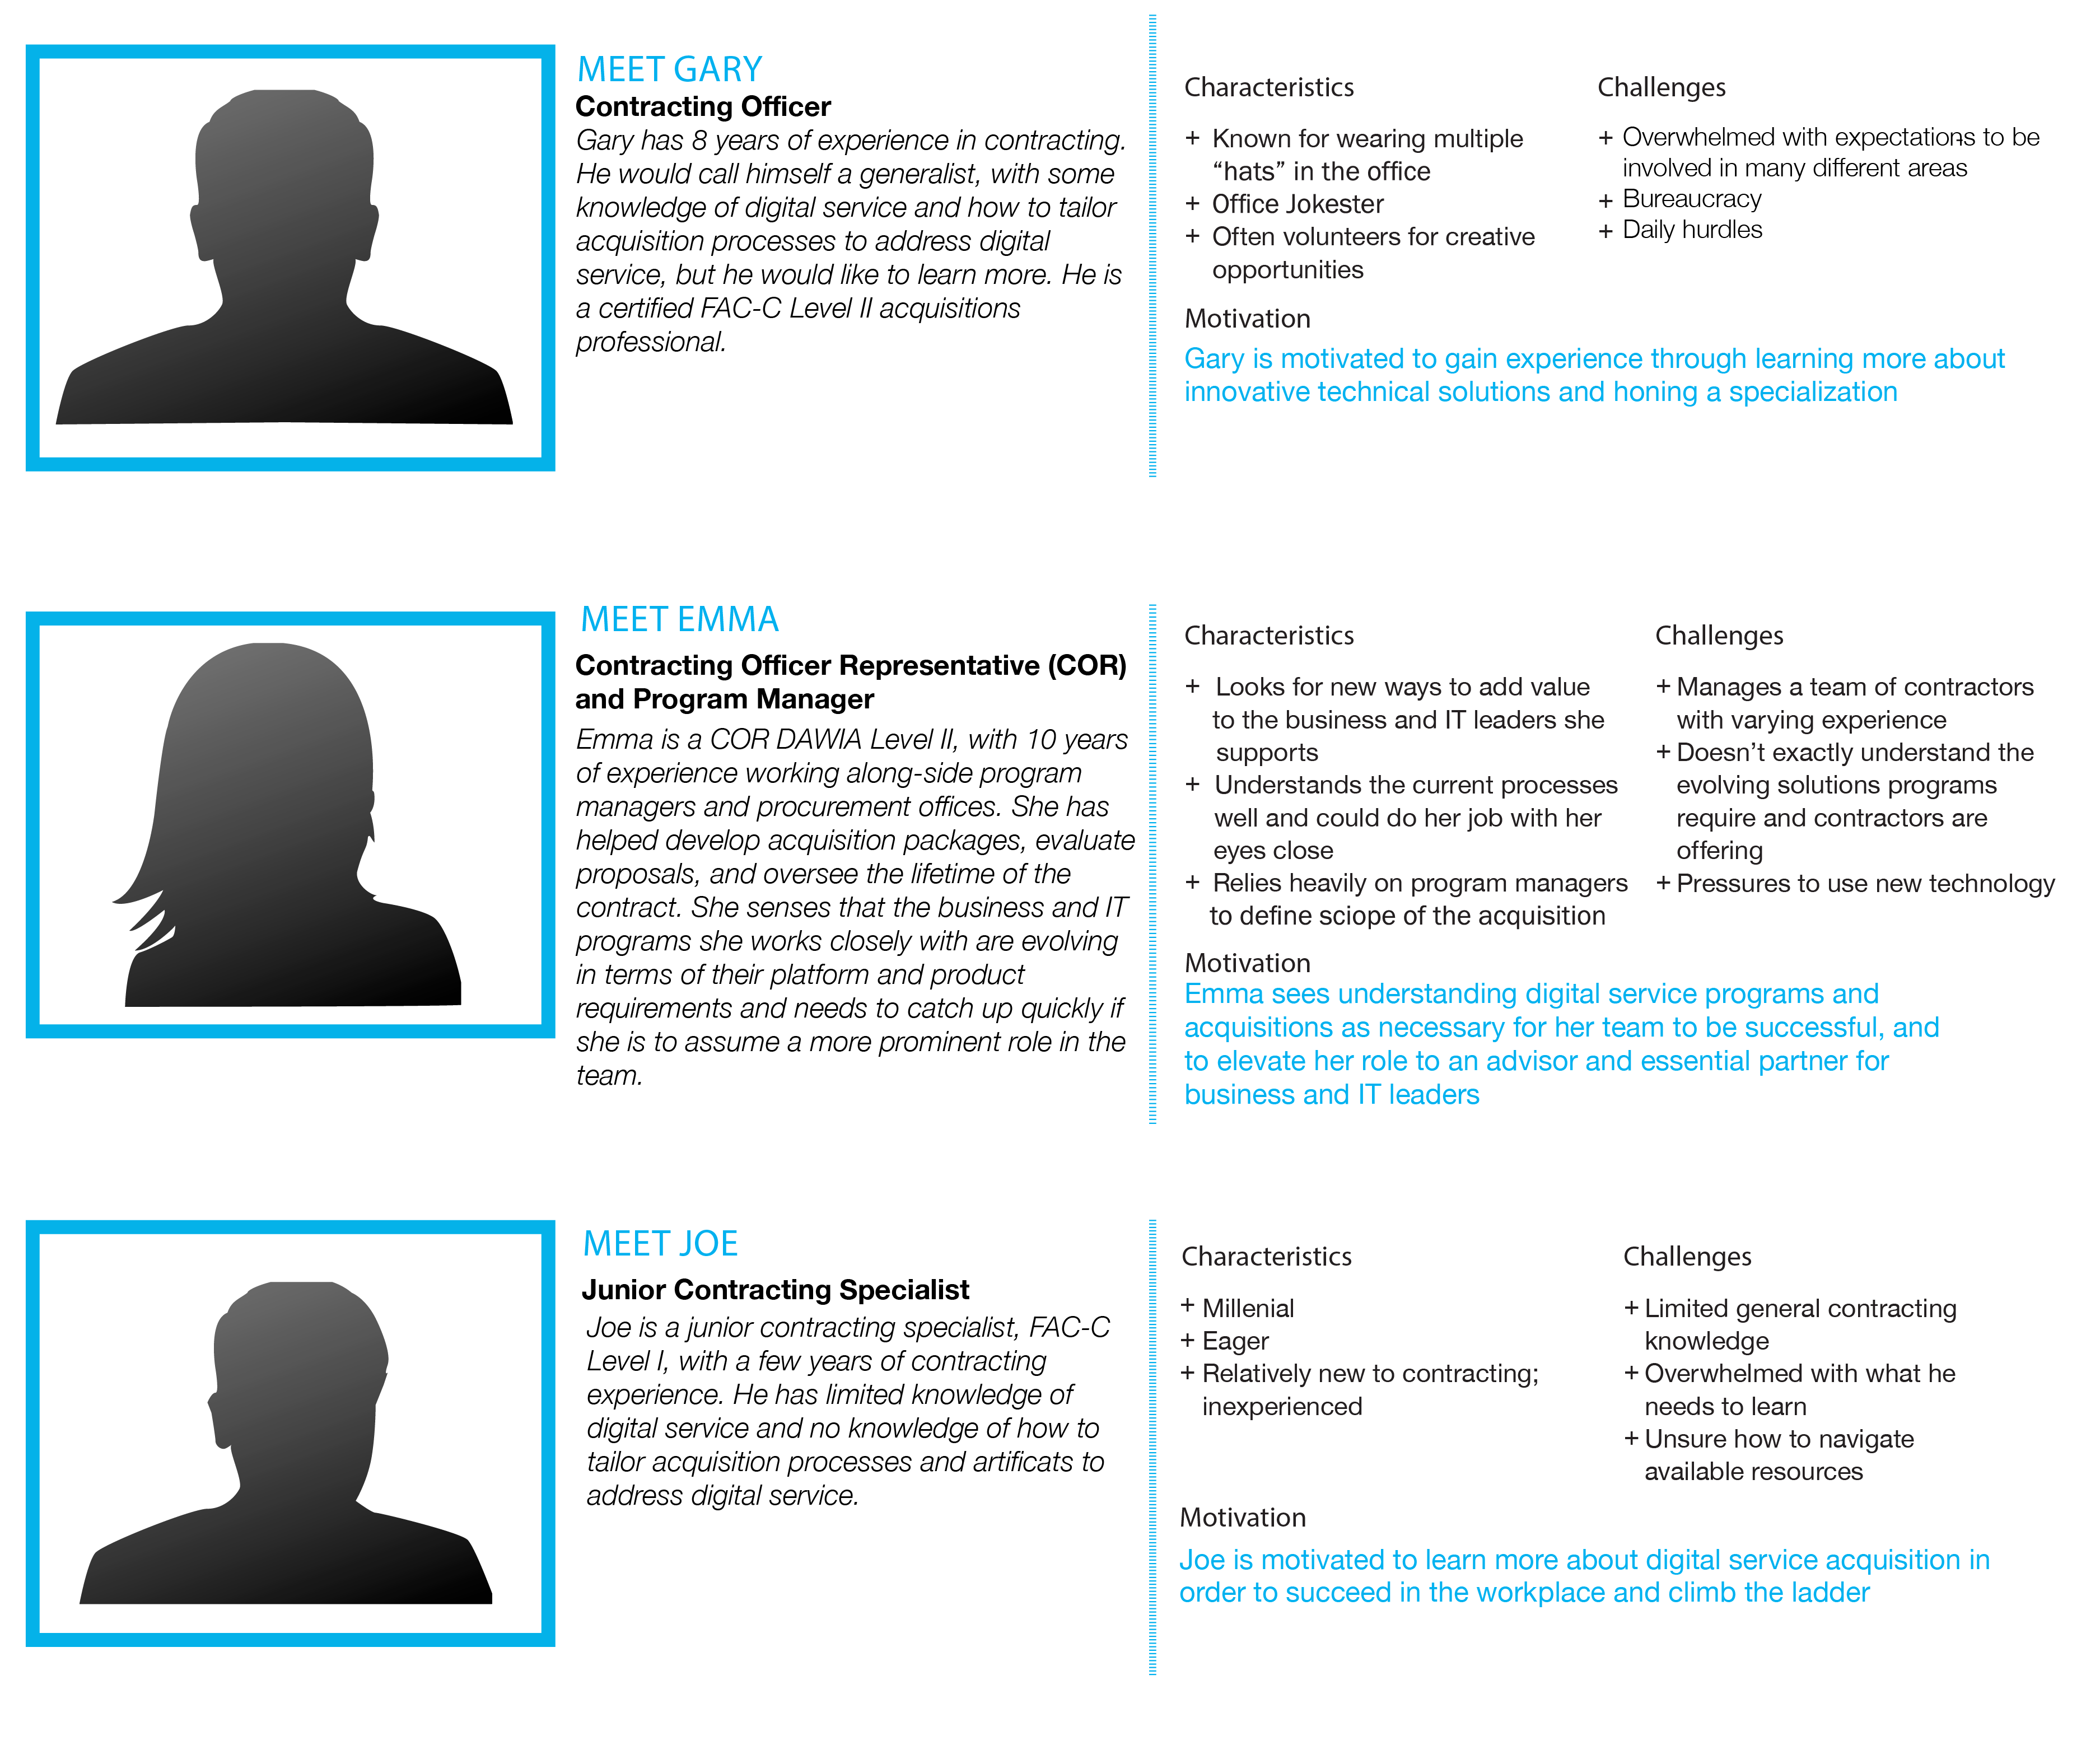 MEET GARY
Contracting Officer
Gary has 8 years of experience in contracting.
He would call himself a generalist, with some
knowledge of digital service and how to tailor
acquisition processes to address digital
service, but he would like to learn more. He is
a certified FAC-C Level II acquisitions
professional.
Characteristics
+ Known for wearing multiple
“hats” in the office
+ Office Jokester
+ Often volunteers for creative
opportunities
Challenges
+ Overwhelmed with expectations to be
involved in many different areas
+ Bureaucracy
+ Daily hurdles
Motivation
Gary is motivated to gain experience through learning more about
innovative technical solutions and honing a specialization
MEET EMMA
Contracting Officer Representative (COR)
and Program Manager
Emma is a COR DAWIA Level II, with 10 years
of experience working along-side program
managers and procurement offices. She has
helped develop acquisition packages, evaluate
proposals, and oversee the lifetime of the
contract. She senses that the business and IT
programs she works closely with are evolving
in terms of their platform and product
requirements and needs to catch up quickly if
she is to assume a more prominent role in the
team.
Characteristics
+ Looks for new ways to add value
to the business and IT leaders she
supports
+ Understands the current processes
well and could do her job with her
eyes close
+ Relies heavily on program managers
to define sciope of the acquisition
Challenges
+ Manages a team of contractors
with varying experience
+ Doesn’t exactly understand the
evolving solutions programs
require and contractors are
offering
+ Pressures to use new technology
Motivation
Emma sees understanding digital service programs and
acquisitions as necessary for her team to be successful, and
to elevate her role to an advisor and essential partner for
business and IT leaders
MEET JOE
Junior Contracting Specialist
Joe is a junior contracting specialist, FAC-C
Level I, with a few years of contracting
experience. He has limited knowledge of
digital service and no knowledge of how to
tailor acquisition processes and artificats to
address digital service.
Characteristics
+ Millenial
+ Eager
+ Relatively new to contracting;
inexperienced
Challenges
+ Limited general contracting
knowledge
+ Overwhelmed with what he
needs to learn
+ Unsure how to navigate
available resources
Motivation
Joe is motivated to learn more about digital service acquisition in
order to succeed in the workplace and climb the ladder